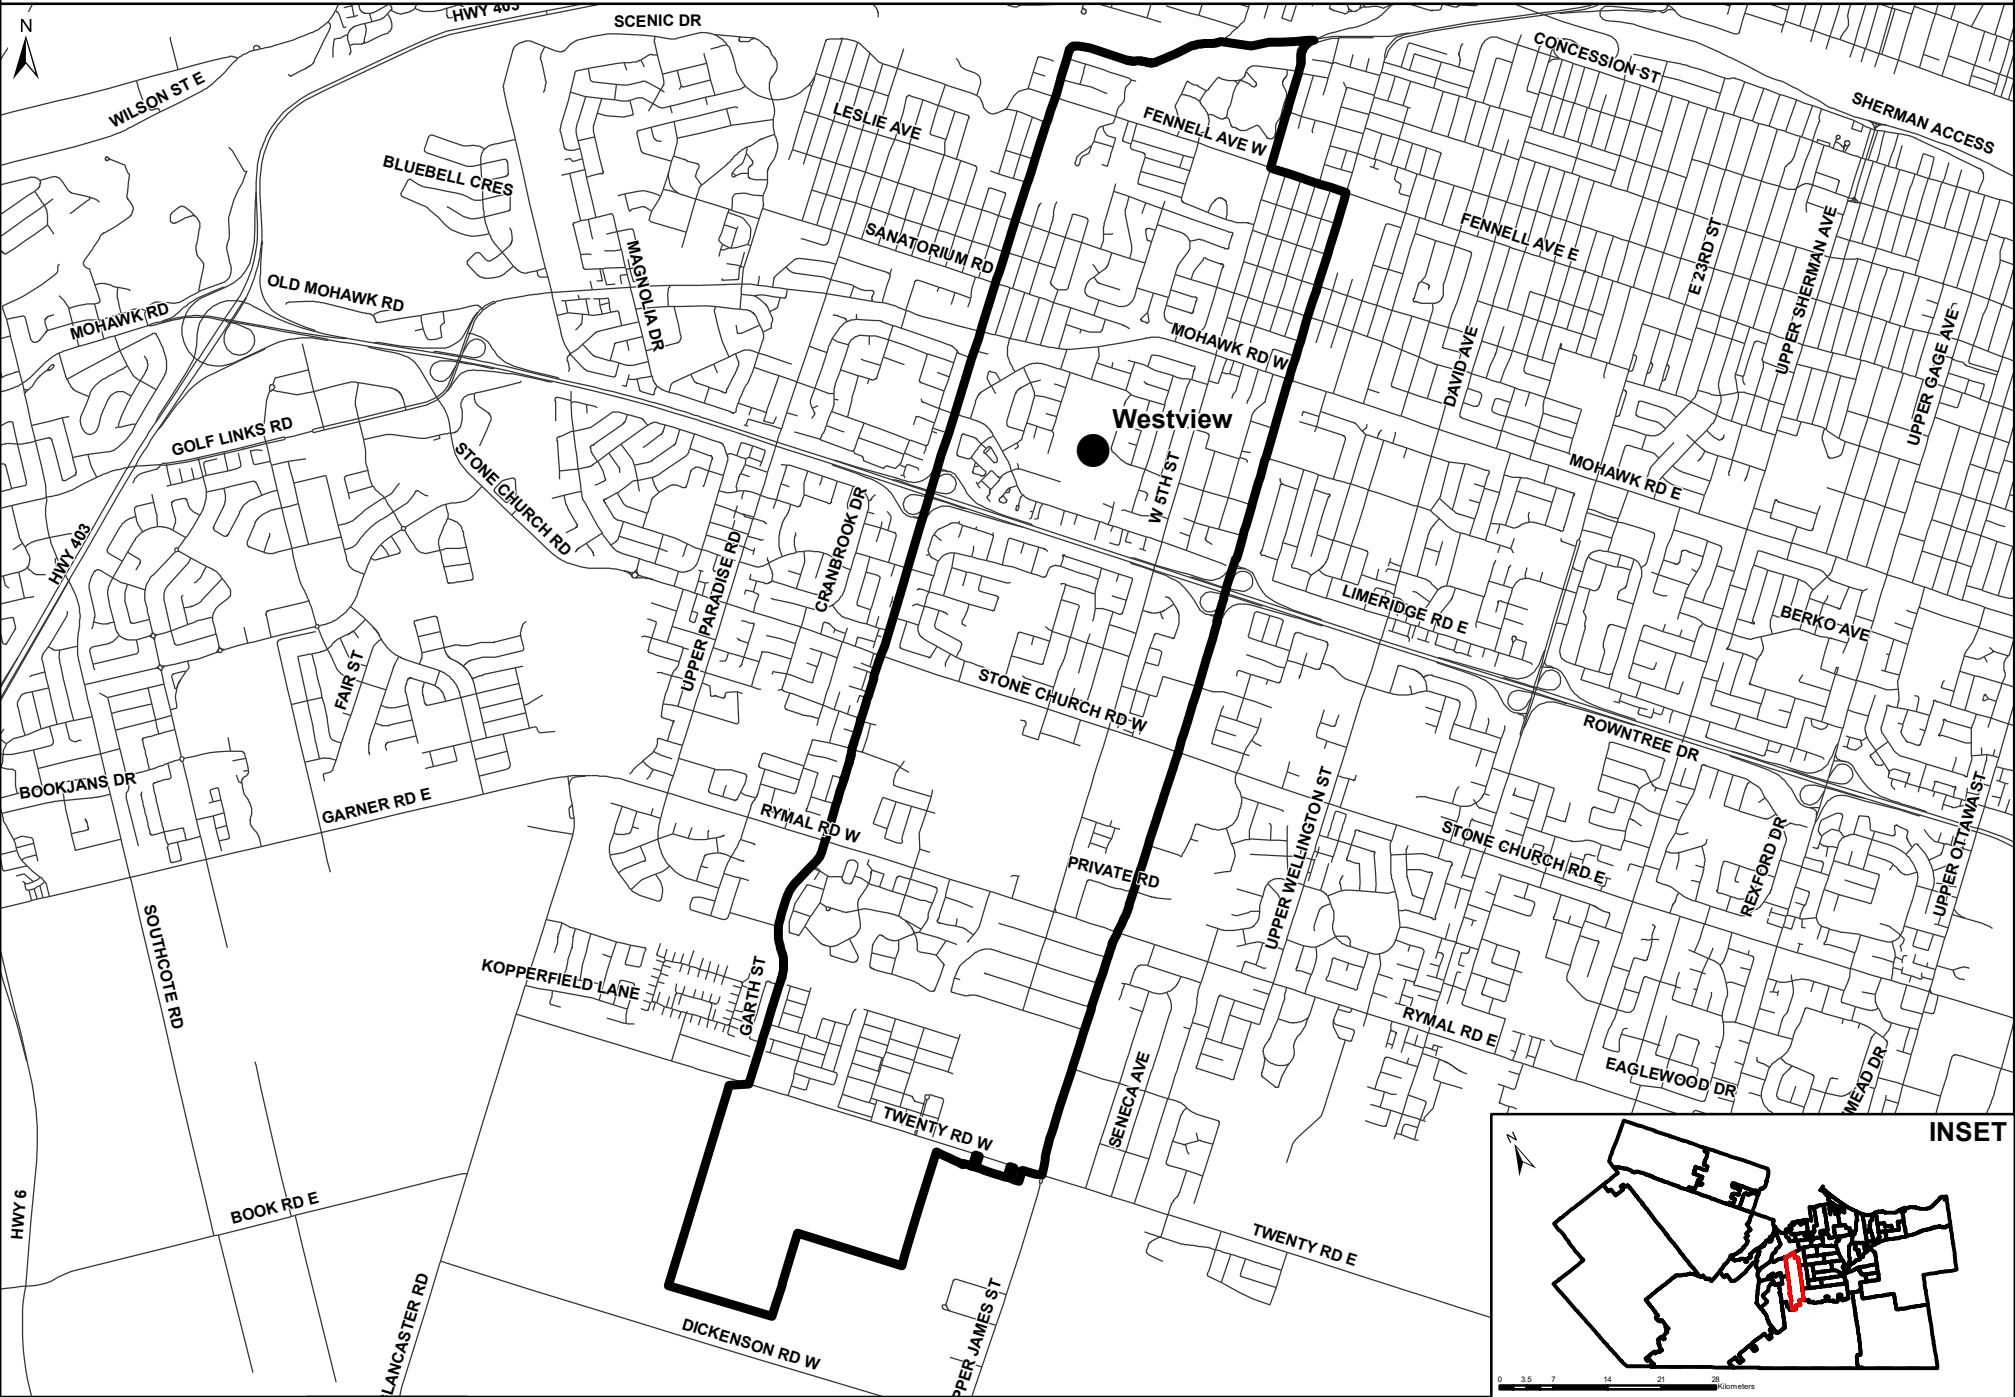 N
HWY 403
SCENIC DR
CONCESSION ST
WILSON ST E
SHERMAN ACCESS
LESLIE AVE
FENNELL AVE W
BLUEBELL CRES
SANATORIUM RD
FENNELL AVE E
E 23RD ST
UPPER SHERMAN AVE
MAGNOLIA DR
OLD MOHAWK RD
MOHAWK RD
MOHAWK RD W
DAVID AVE
UPPER GAGE AVE
Westview
GOLF LINKS RD
STONE CHURCH RD
W 5TH ST
MOHAWK RD E
CRANBROOK DR
HWY 403
UPPER PARADISE RD
LIMERIDGE RD E
BERKO AVE
FAIR ST
STONE CHURCH RD W
ROWNTREE DR
BOOKJANS DR
GARNER RD E
RYMAL RD W
UPPER WELLINGTON ST
STONE CHURCH RD E
REXFORD DR
UPPER OTTAWA ST
PRIVATE RD
SOUTHCOTE RD
KOPPERFIELD LANE
GARTH ST
RYMAL RD E
EAGLEWOOD DR
MEAD DR
SENECA AVE
TWENTY RD W
INSET
N
HWY 6
BOOK RD E
TWENTY RD E
LANCASTER RD
DICKENSON RD W
PPER JAMES ST
0 3.5 7 14 21 28
Kilometers